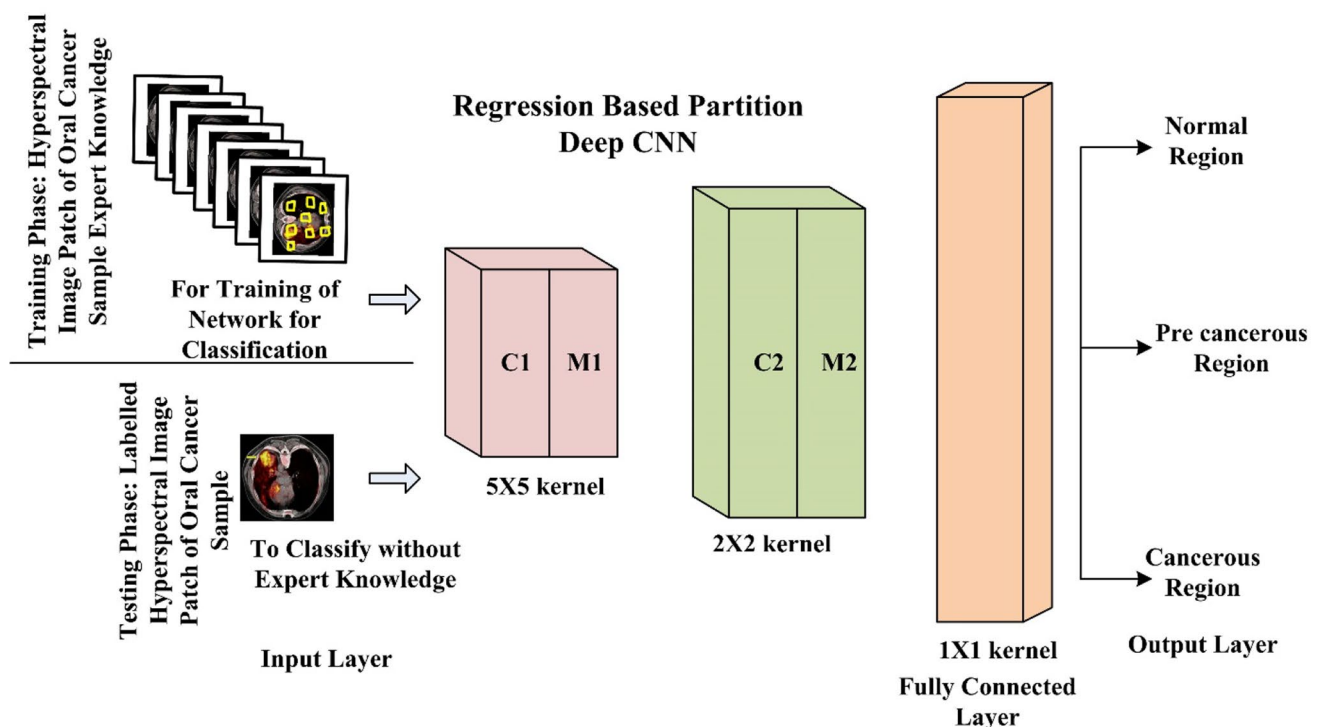 Training Phase: Hyperspectral
Image Patch of Oral Cancer
Sample Expert Knowledge
For Training of
Network for
Classification
Testing Phase: Labelled
Hyperspectral Image
Patch of Oral Cancer
Sample
To Classify without
Expert Knowledge
Input Layer
Regression Based Partition
Deep CNN
C1
M1
5X5 kernel
C2
M2
2X2 kernel
1X1 kernel
Fully Connected
Layer
Normal
Region
Pre cancerous
Region
Cancerous
Region
Output Layer